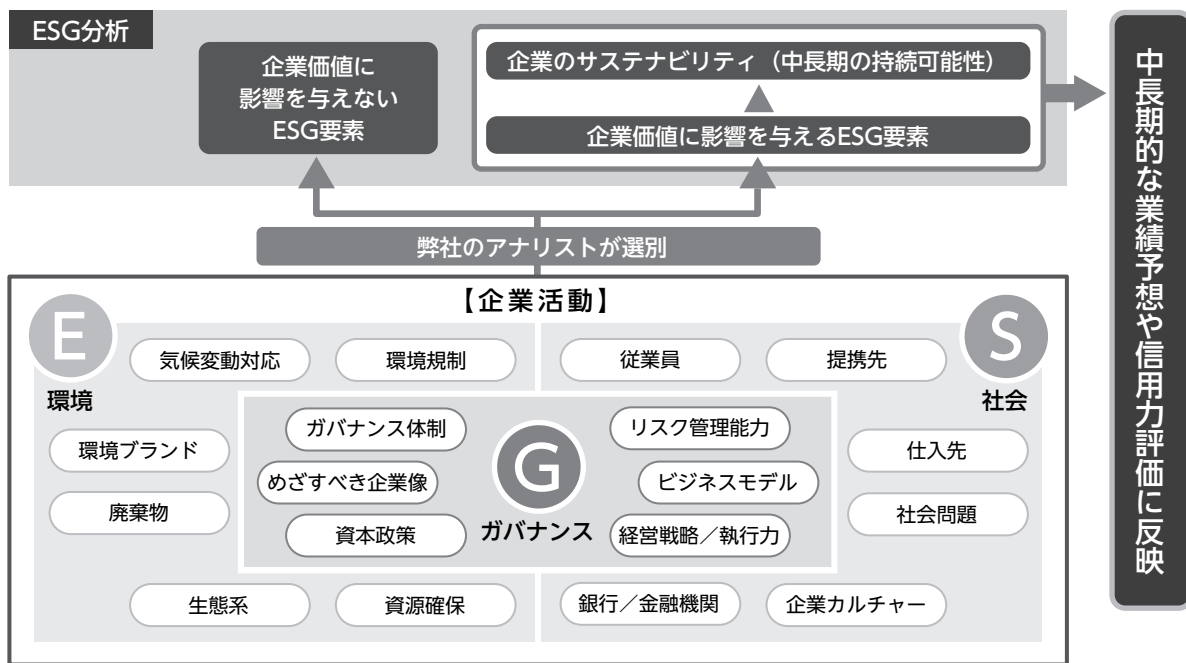 ESG分析
企業価値に
影響を与えない
ESG要素
企業のサステナビリティ（中長期の持続可能性）
企業価値に影響を与えるESG要素
中長期的な業績予想や信用力評価に反映
弊社のアナリストが選別
【企業活動】
E
環境
気候変動対応
環境規制
従業員
提携先
S
社会
環境ブランド
廃棄物
ガバナンス体制
めざすべき企業像
資本政策
G
ガバナンス
リスク管理能力
ビジネスモデル
経営戦略／執行力
仕入先
社会問題
生態系
資源確保
銀行／金融機関
企業カルチャー